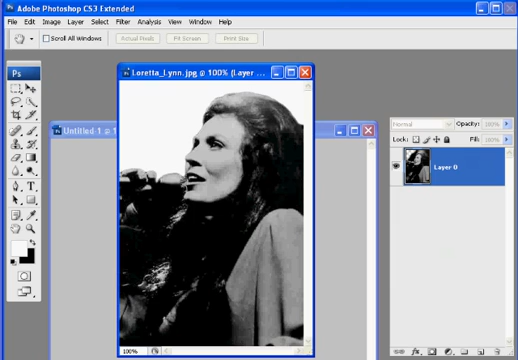 Adobe Photoshop CS3 Extended
File Edit Image Layer Select Filter Analysis View Window Help
Scroll All Windows Actual Pixels Fit Screen Print Size
Ps
Loretta_Lynn.jpg @ 100% (Layer ...
Untitled-1 @ 1
Normal Opacity: 100%
Lock: Fill: 100%
Layer 0
100%